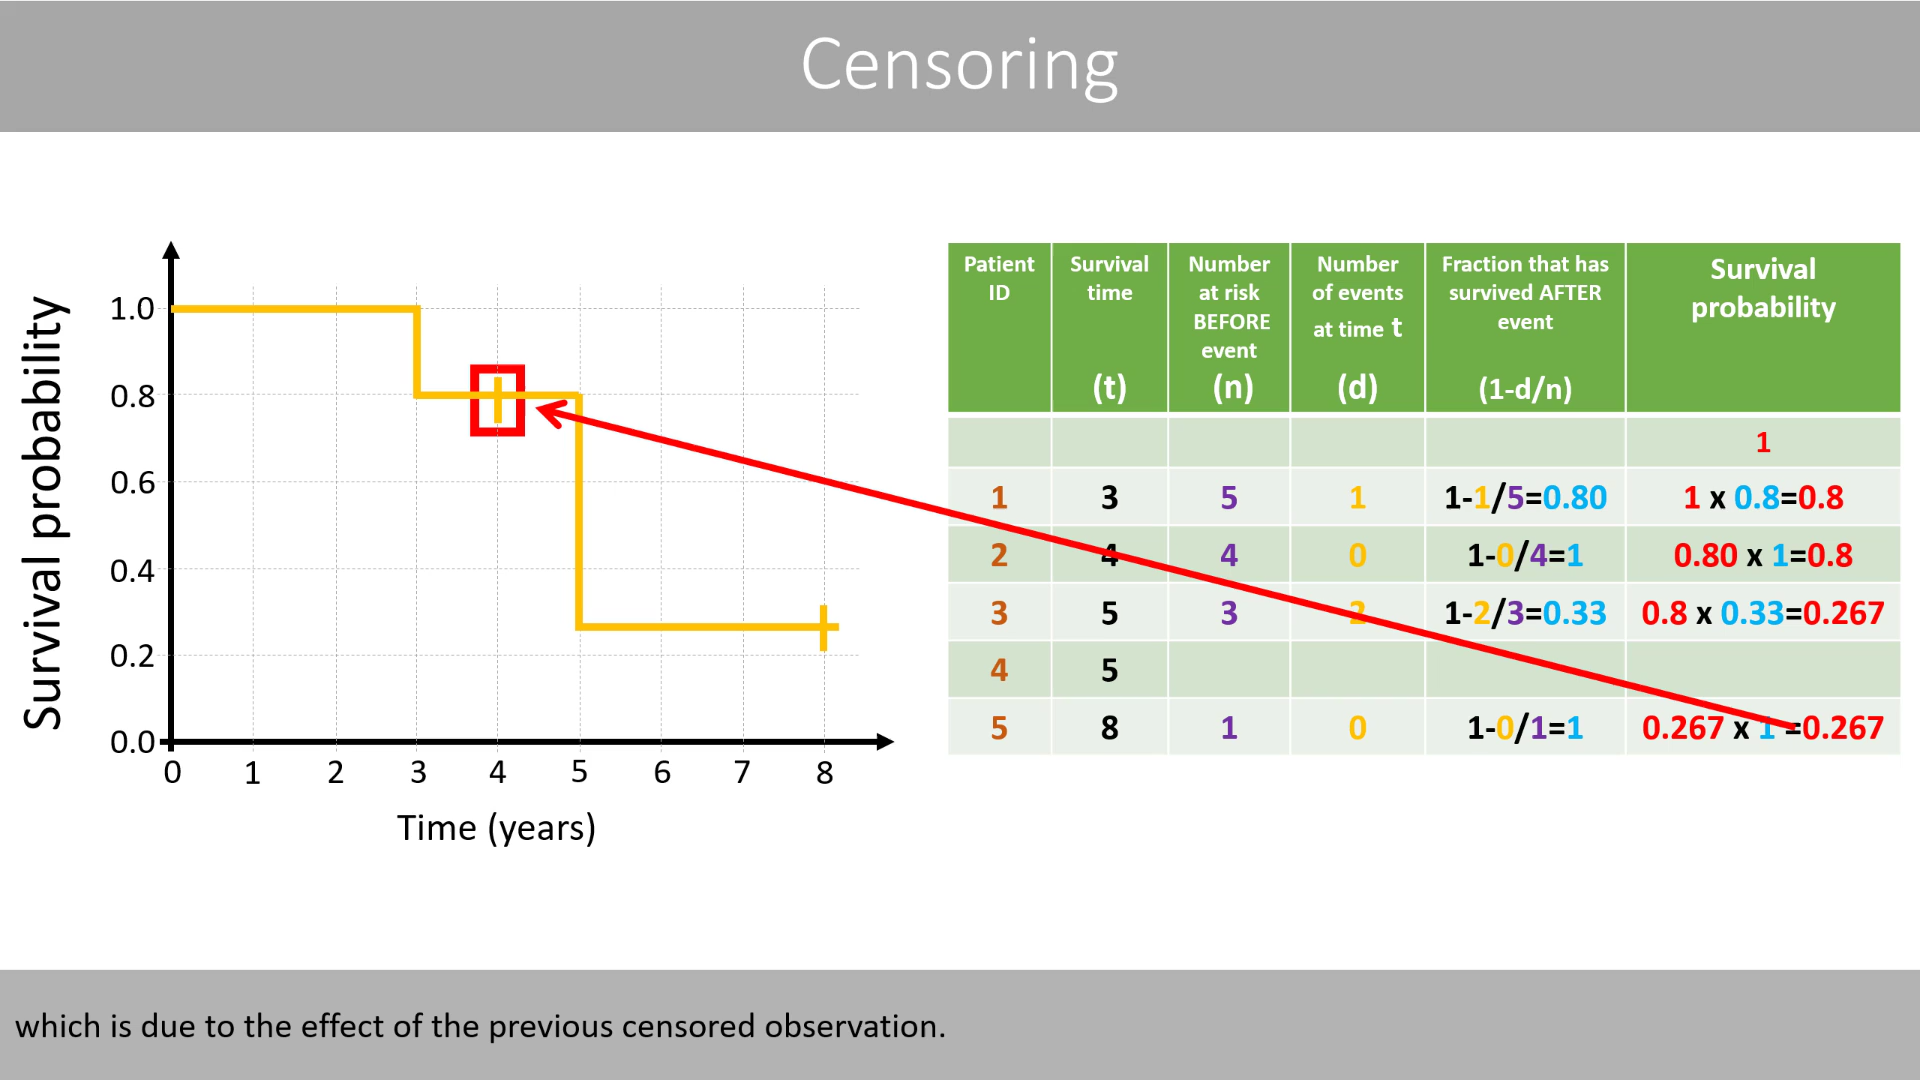 Censoring
Survival probability
1.0
0.8
0.6
0.4
0.2
0.0
0 1 2 3 4 5 6 7 8
Time (years)
Patient ID
Survival time (t)
Number at risk BEFORE event (n)
Number of events at time t (d)
Fraction that has survived AFTER event (1-d/n)
Survival probability
1
1 3 5 1 1-1/5=0.80 1 x 0.8=0.8
2 4 4 0 1-0/4=1 0.80 x 1=0.8
3 5 3 2 1-2/3=0.33 0.8 x 0.33=0.267
4 5
5 8 1 0 1-0/1=1 0.267 x 1 =0.267
which is due to the effect of the previous censored observation.